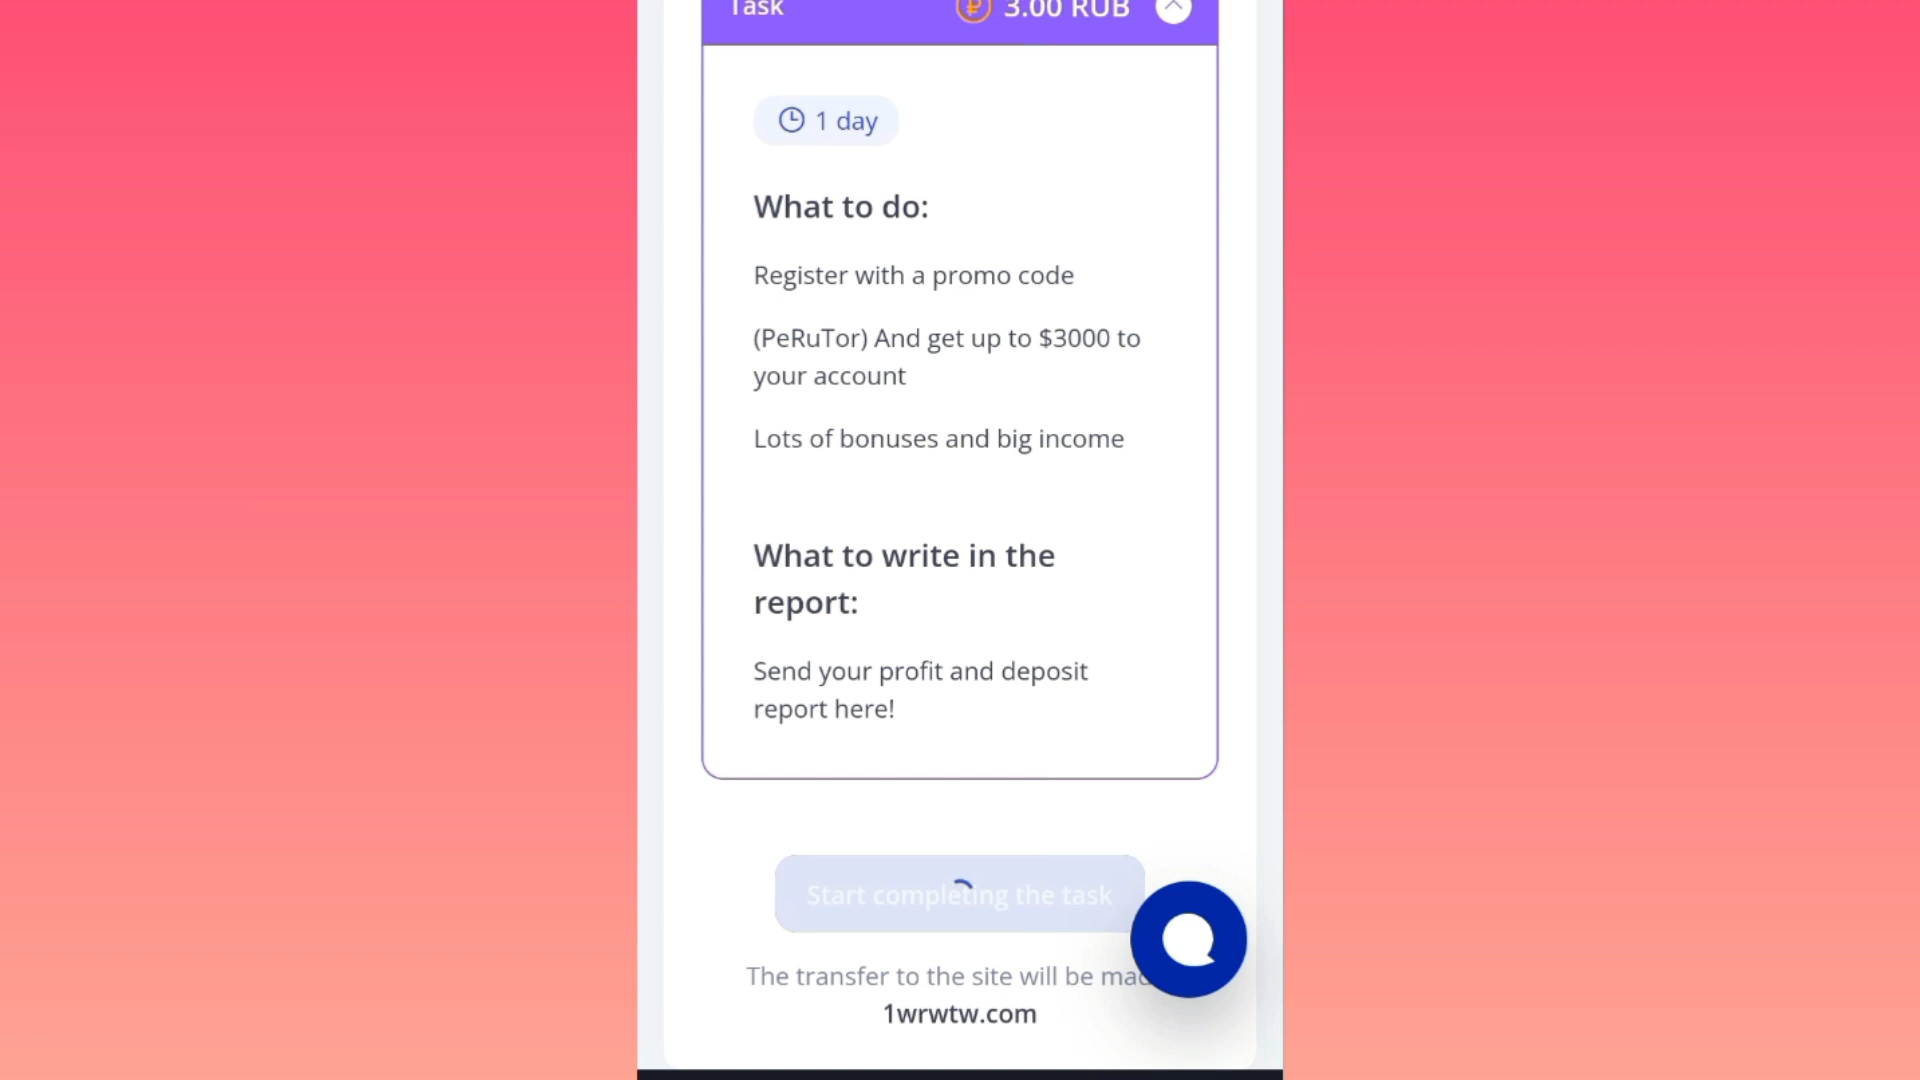 Task
3.00 RUB
1 day
What to do:
Register with a promo code
(PeRuTor) And get up to $3000 to
your account
Lots of bonuses and big income
What to write in the
report:
Send your profit and deposit
report here!
Start completing the task
The transfer to the site will be
1wrwtw.com